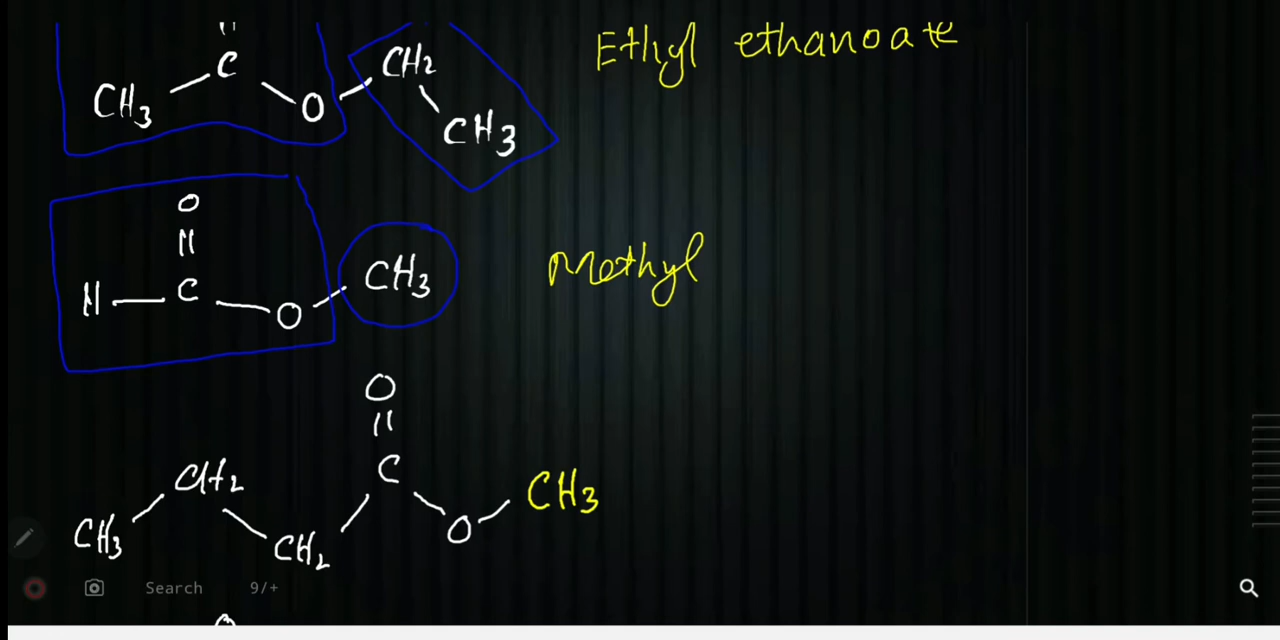 Ethyl ethanoate
CH3 C O CH2
CH3
O
H C O CH3
Methyl
O
CH3 CH2 CH2 C O CH3
Search 9/+